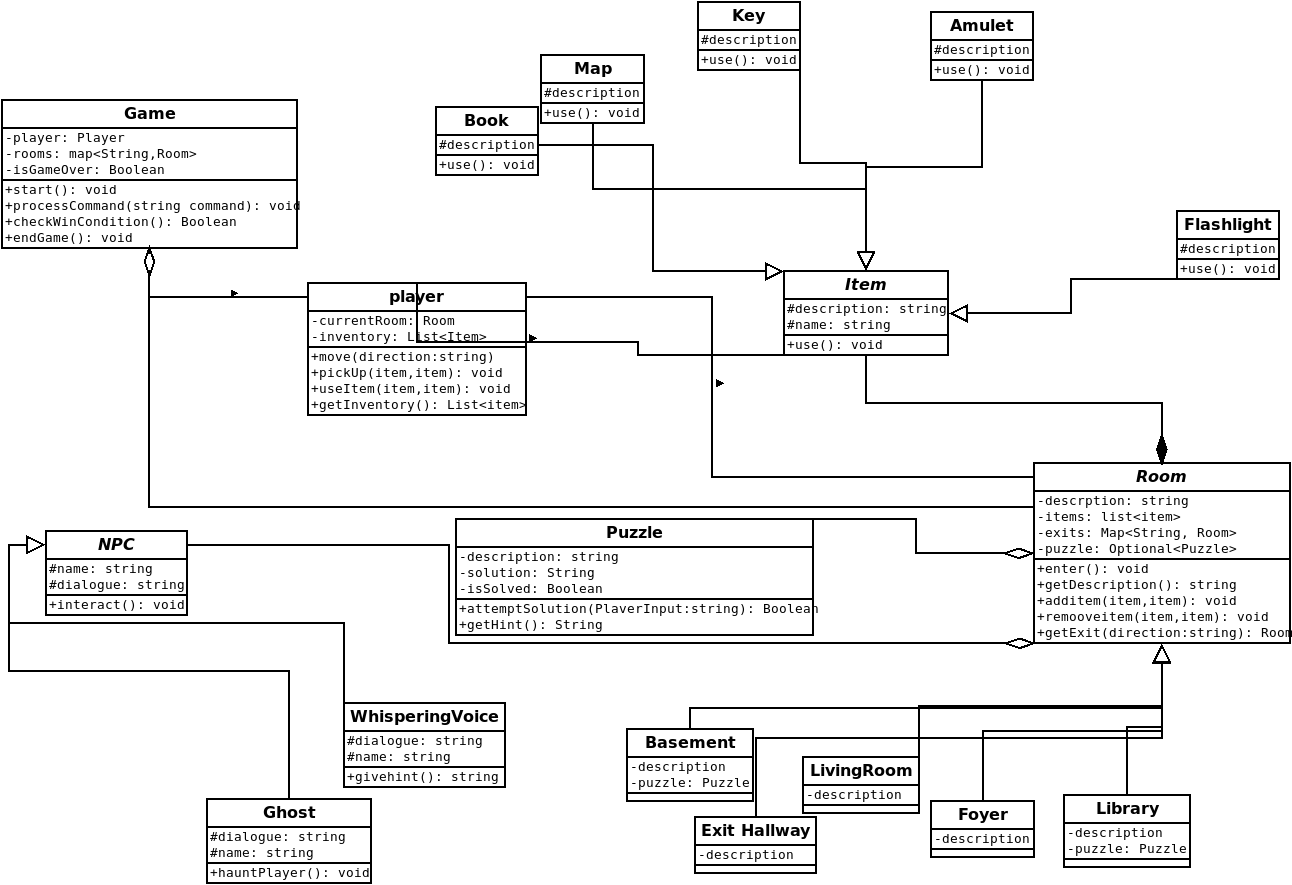 Key
#description
+use(): void
Amulet
#description
+use(): void
Map
#description
+use(): void
Book
#description
+use(): void
Game
-player: Player
-rooms: map<String,Room>
-isGameOver: Boolean
+start(): void
+processCommand(string command): void
+checkWinCondition(): Boolean
+endGame(): void
Flashlight
#description
+use(): void
player
-currentRoom: Room
-inventory: List<Item>
+move(direction:string)
+pickUp(item,item): void
+useItem(item,item): void
+getInventory(): List<item>
Item
#description: string
#name: string
+use(): void
Room
-descrption: string
-items: list<item>
-exits: Map<String, Room>
-puzzle: Optional<Puzzle>
+enter(): void
+getDescription(): string
+additem(item,item): void
+remooveitem(item,item): void
+getExit(direction:string): Room
NPC
#name: string
#dialogue: string
+interact(): void
Puzzle
-description: string
-solution: String
-isSolved: Boolean
+attemptSolution(PlaverInput:string): Boolean
+getHint(): String
WhisperingVoice
#dialogue: string
#name: string
+givehint(): string
Ghost
#dialogue: string
#name: string
+hauntPlayer(): void
Basement
-description
-puzzle: Puzzle
Exit Hallway
-description
LivingRoom
-description
Foyer
-description
Library
-description
-puzzle: Puzzle